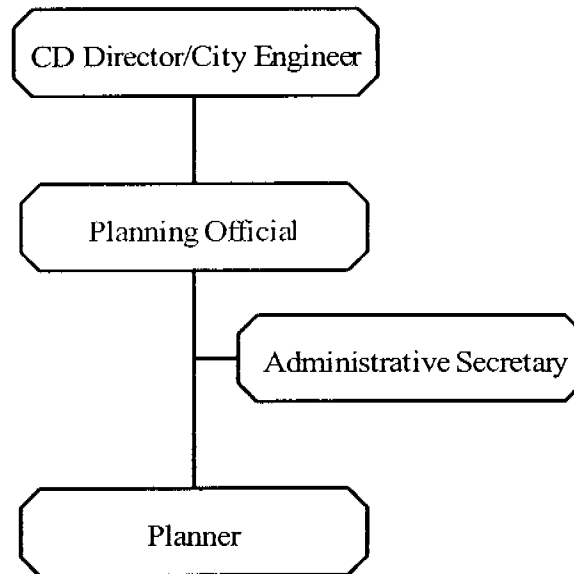 CD Director/City Engineer
Planning Official
Administrative Secretary
Planner